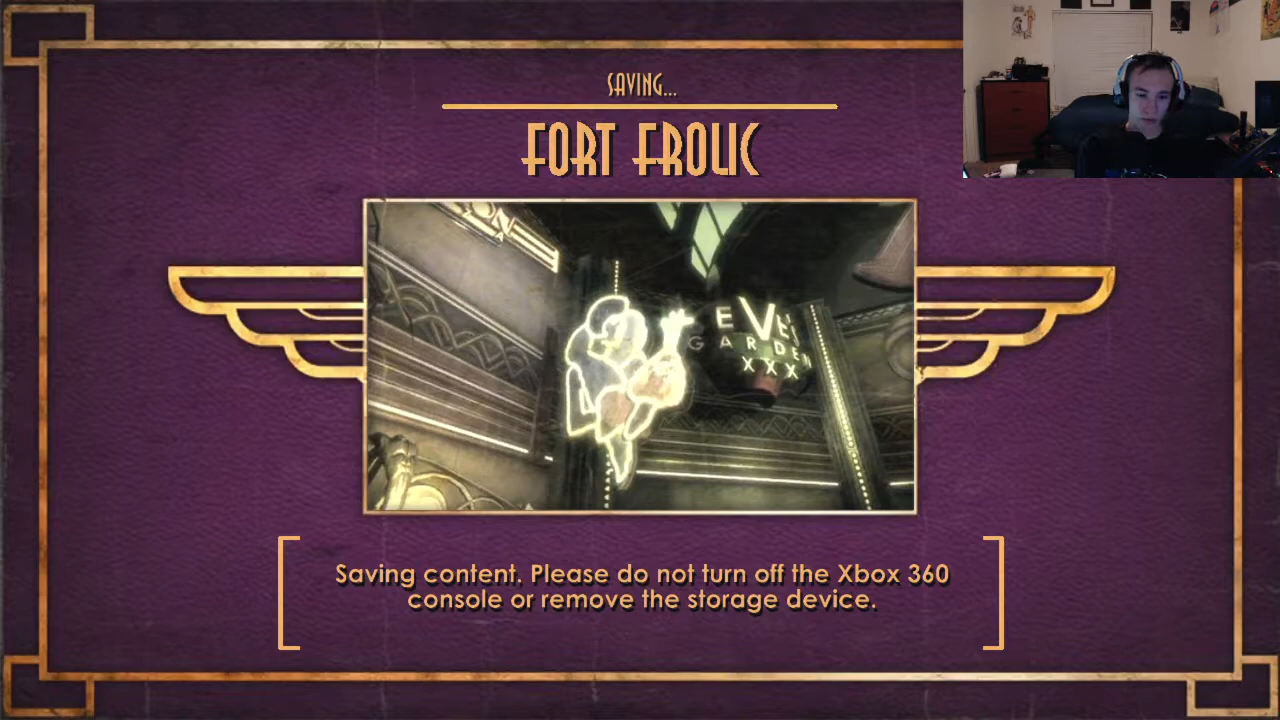 SAVING...
FORT FROLIC
EVE'S
GARDEN
XXX
Saving content. Please do not turn off the Xbox 360
console or remove the storage device.